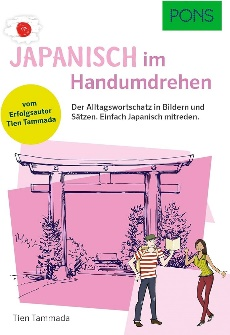 PONS
JAPANISCH im
Handumdrehen
vom
Erfolgsautor
Tien Tammada
Der Alltagswortschatz in Bildern und
Sätzen. Einfach Japanisch mitreden.
Tien Tammada